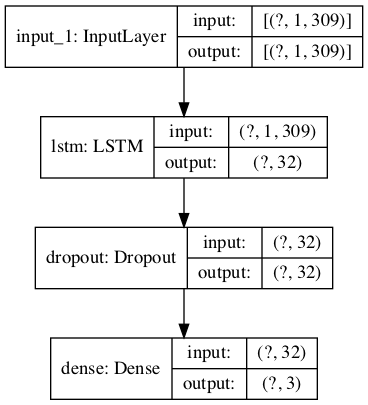 input_1: InputLayer
input:
[(?, 1, 309)]
output:
[(?, 1, 309)]
lstm: LSTM
input:
(?, 1, 309)
output:
(?, 32)
dropout: Dropout
input:
(?, 32)
output:
(?, 32)
dense: Dense
input:
(?, 32)
output:
(?, 3)